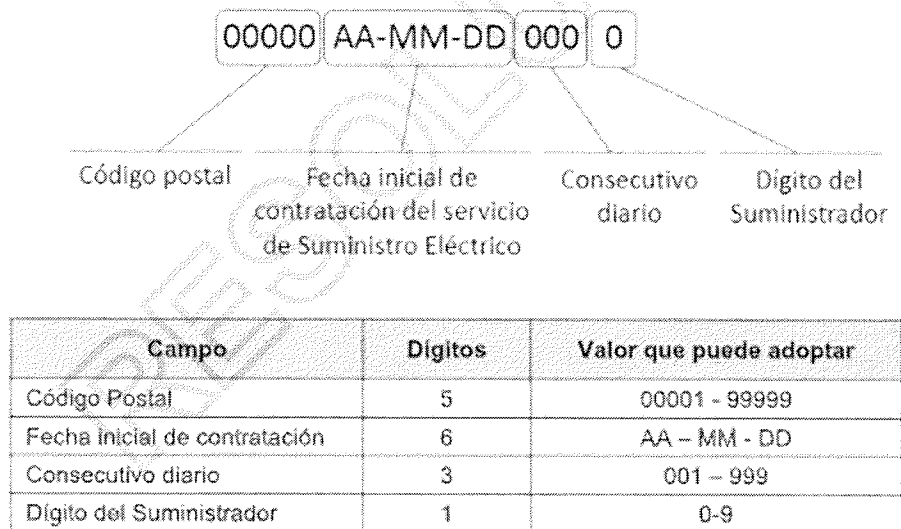 00000 AA-MM-DD 000 0
Código postal Fecha inicial de contratación del servicio de Suministro Eléctrico Consecutivo diario Dígito del Suministrador
Campo Dígitos Valor que puede adoptar
Código Postal 5 00001 - 99999
Fecha inicial de contratación 6 AA – MM - DD
Consecutivo diario 3 001 – 999
Dígito del Suministrador 1 0-9
RESOL